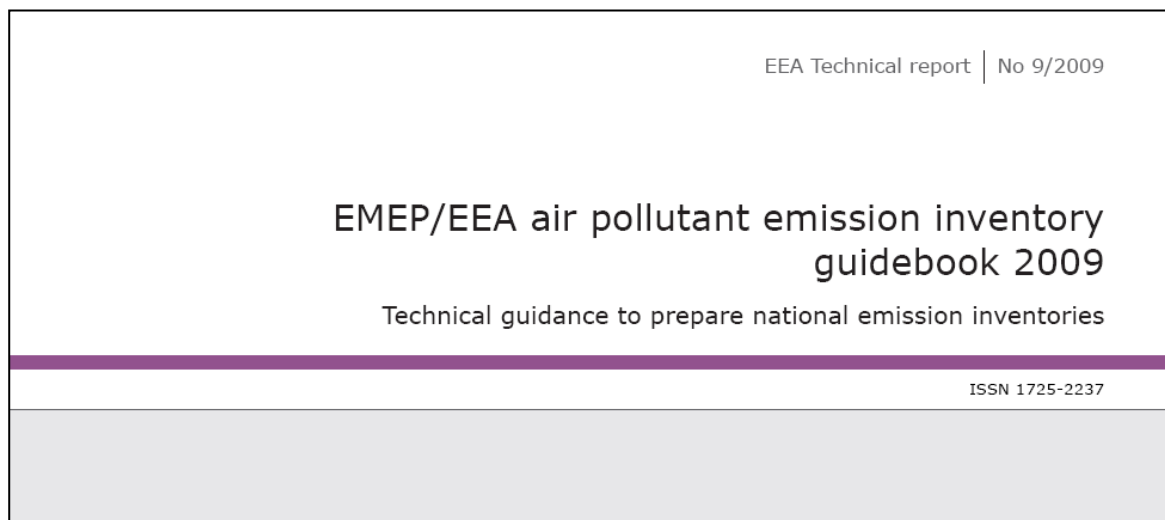 EEA Technical report | No 9/2009
EMEP/EEA air pollutant emission inventory
guidebook 2009
Technical guidance to prepare national emission inventories
ISSN 1725-2237